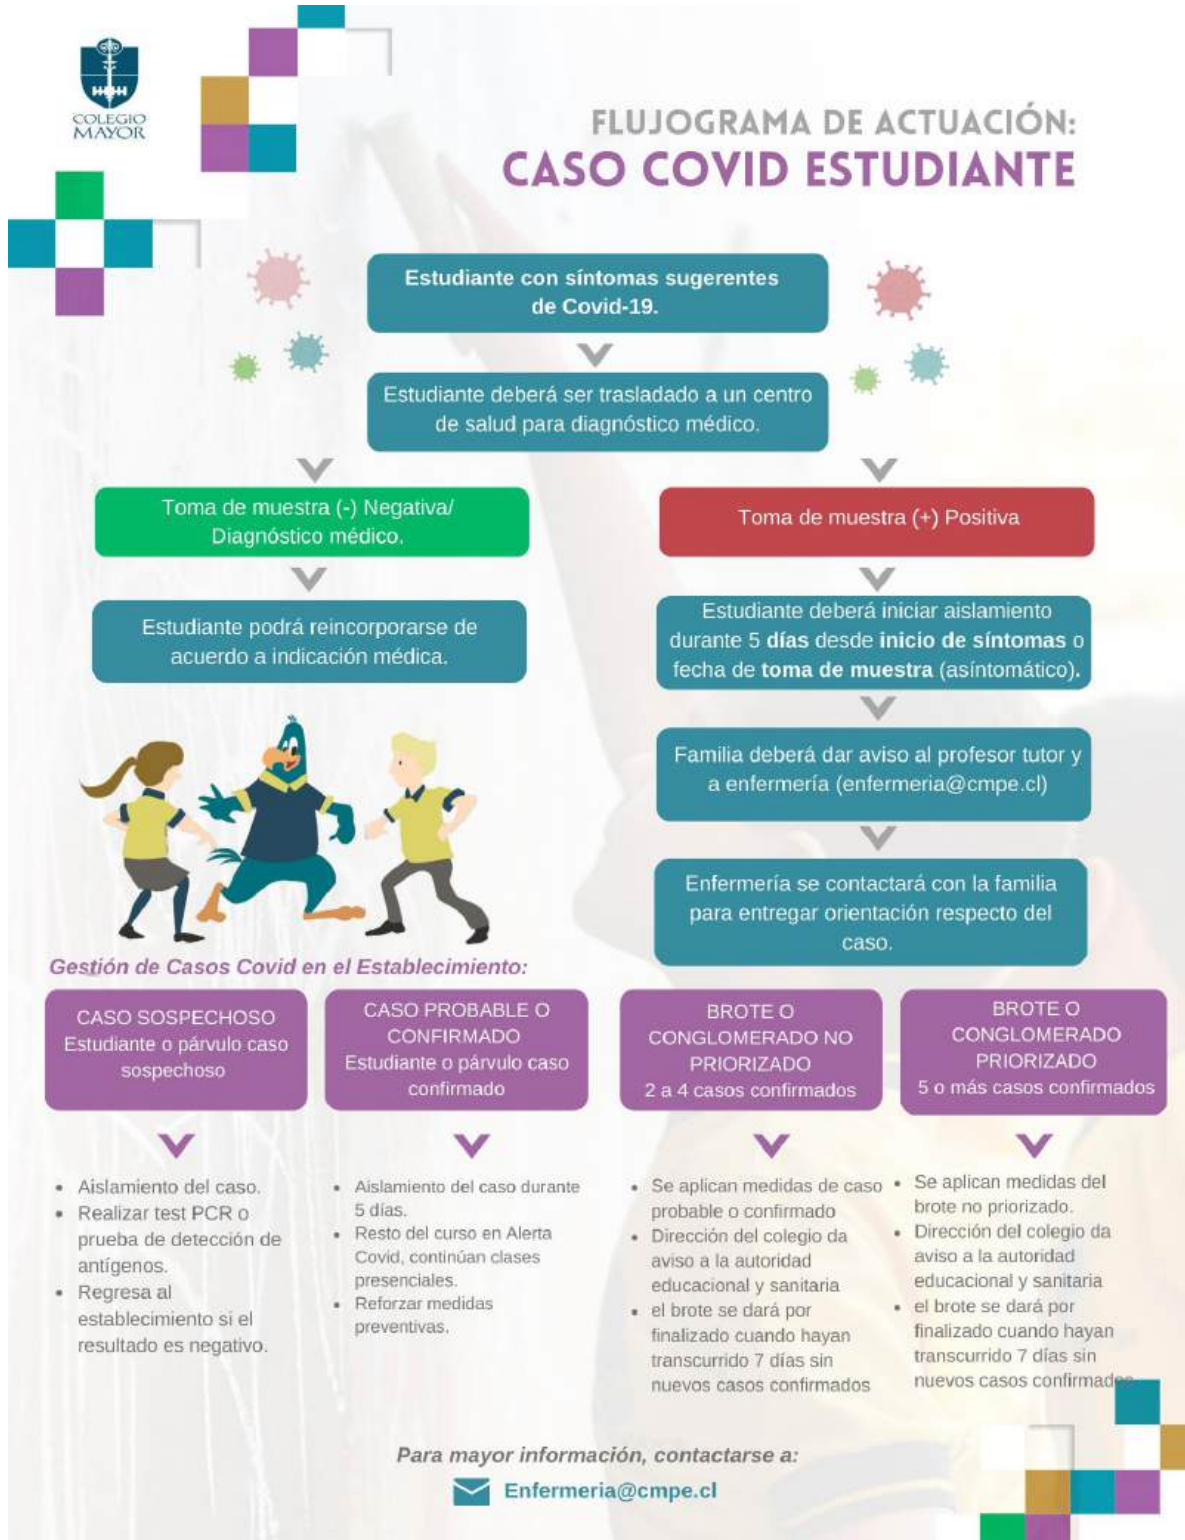 COLEGIO
MAYOR
FLUJOGRAMA DE ACTUACIÓN:
CASO COVID ESTUDIANTE
Estudiante con síntomas sugerentes
de Covid-19.
Estudiante deberá ser trasladado a un centro
de salud para diagnóstico médico.
Toma de muestra (-) Negativa/
Diagnóstico médico.
Estudiante podrá reincorporarse de
acuerdo a indicación médica.
Toma de muestra (+) Positiva
Estudiante deberá iniciar aislamiento
durante 5 días desde inicio de síntomas o
fecha de toma de muestra (asíntomático).
Familia deberá dar aviso al profesor tutor y
a enfermería (enfermeria@cmpe.cl)
Enfermería se contactará con la familia
para entregar orientación respecto del
caso.
Gestión de Casos Covid en el Establecimiento:
CASO SOSPECHOSO
Estudiante o párvulo caso
sospechoso
Aislamiento del caso.
Realizar test PCR o
prueba de detección de
antígenos.
Regresa al
establecimiento si el
resultado es negativo.
CASO PROBABLE O
CONFIRMADO
Estudiante o párvulo caso
confirmado
Aislamiento del caso durante
5 días.
Resto del curso en Alerta
Covid, continúan clases
presenciales.
Reforzar medidas
preventivas.
BROTE O
CONGLOMERADO NO
PRIORIZADO
2 a 4 casos confirmados
Se aplican medidas de caso
probable o confirmado
Dirección del colegio da
aviso a la autoridad
educacional y sanitaria
el brote se dará por
finalizado cuando hayan
transcurrido 7 días sin
nuevos casos confirmados
BROTE O
CONGLOMERADO
PRIORIZADO
5 o más casos confirmados
Se aplican medidas del
brote no priorizado.
Dirección del colegio da
aviso a la autoridad
educacional y sanitaria
el brote se dará por
finalizado cuando hayan
transcurrido 7 días sin
nuevos casos confirmados
Para mayor información, contactarse a:
Enfermeria@cmpe.cl